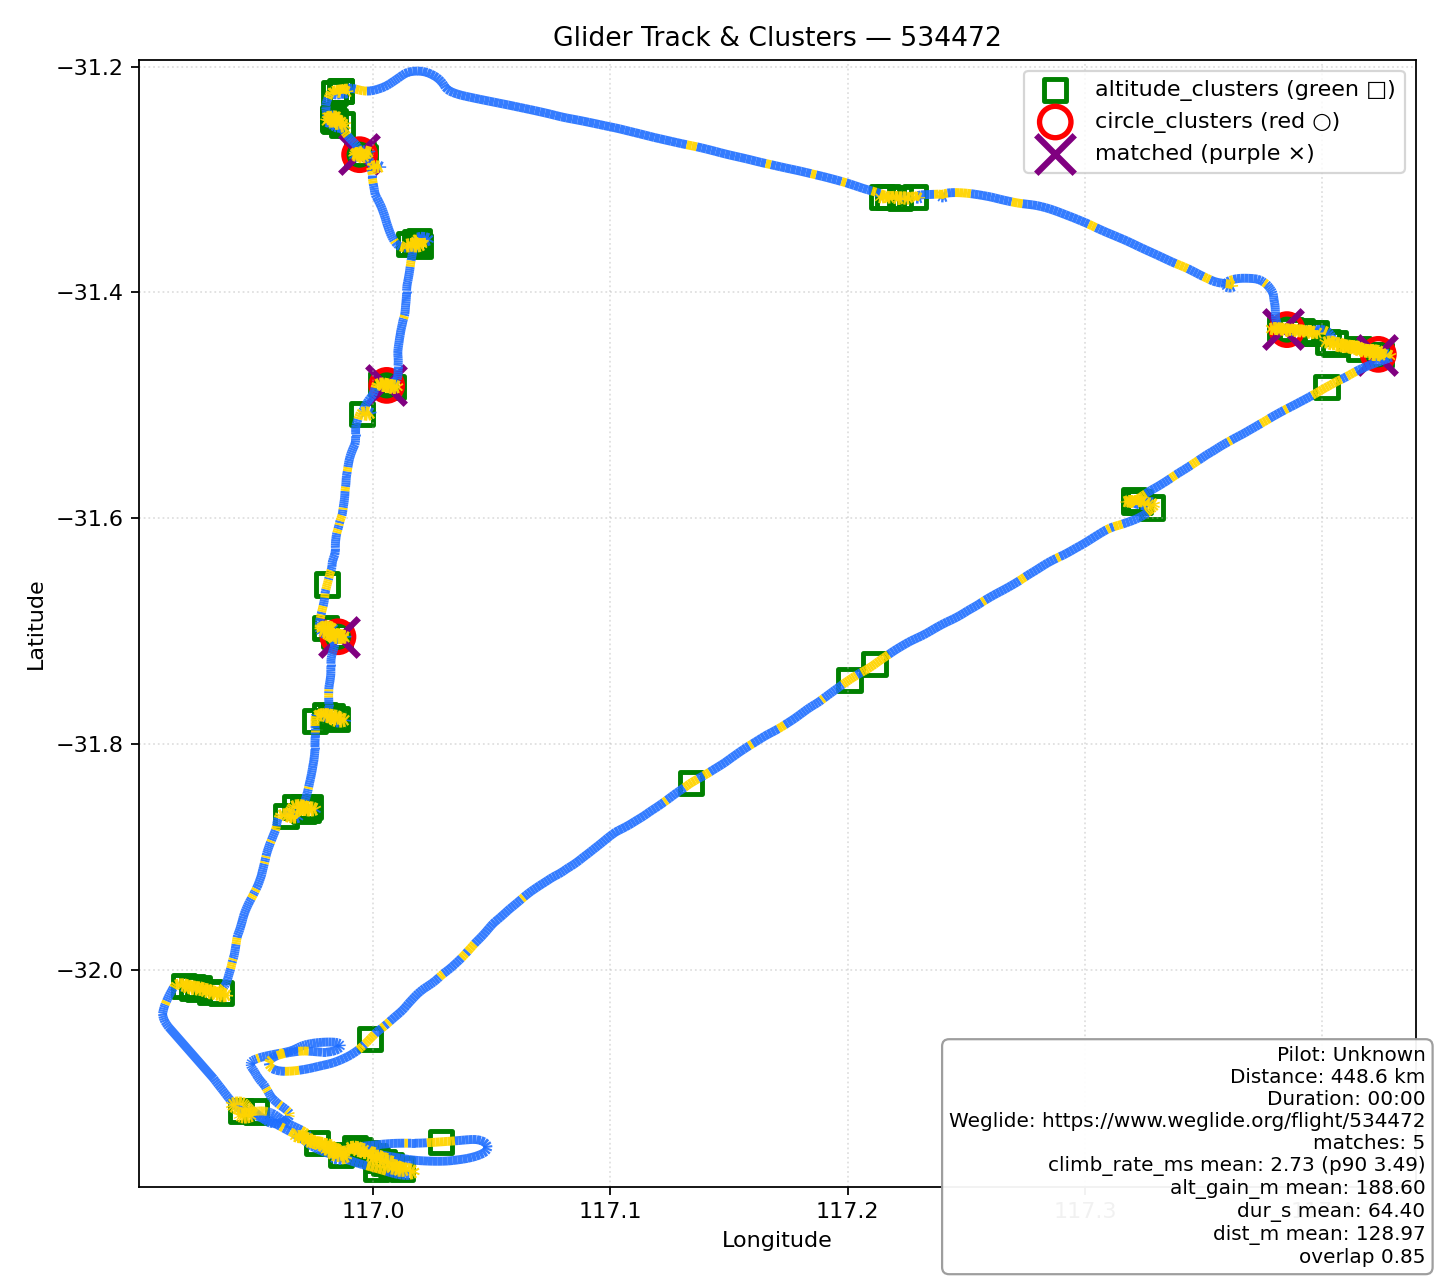 Glider Track & Clusters — 534472
altitude_clusters (green □)
circle_clusters (red ○)
matched (purple ×)
Latitude
−31.2
−31.4
−31.6
−31.8
−32.0
117.0
117.1
117.2
117.3
Longitude
Pilot: Unknown
Distance: 448.6 km
Duration: 00:00
Weglide: https://www.weglide.org/flight/534472
matches: 5
climb_rate_ms mean: 2.73 (p90 3.49)
alt_gain_m mean: 188.60
dur_s mean: 64.40
dist_m mean: 128.97
overlap 0.85